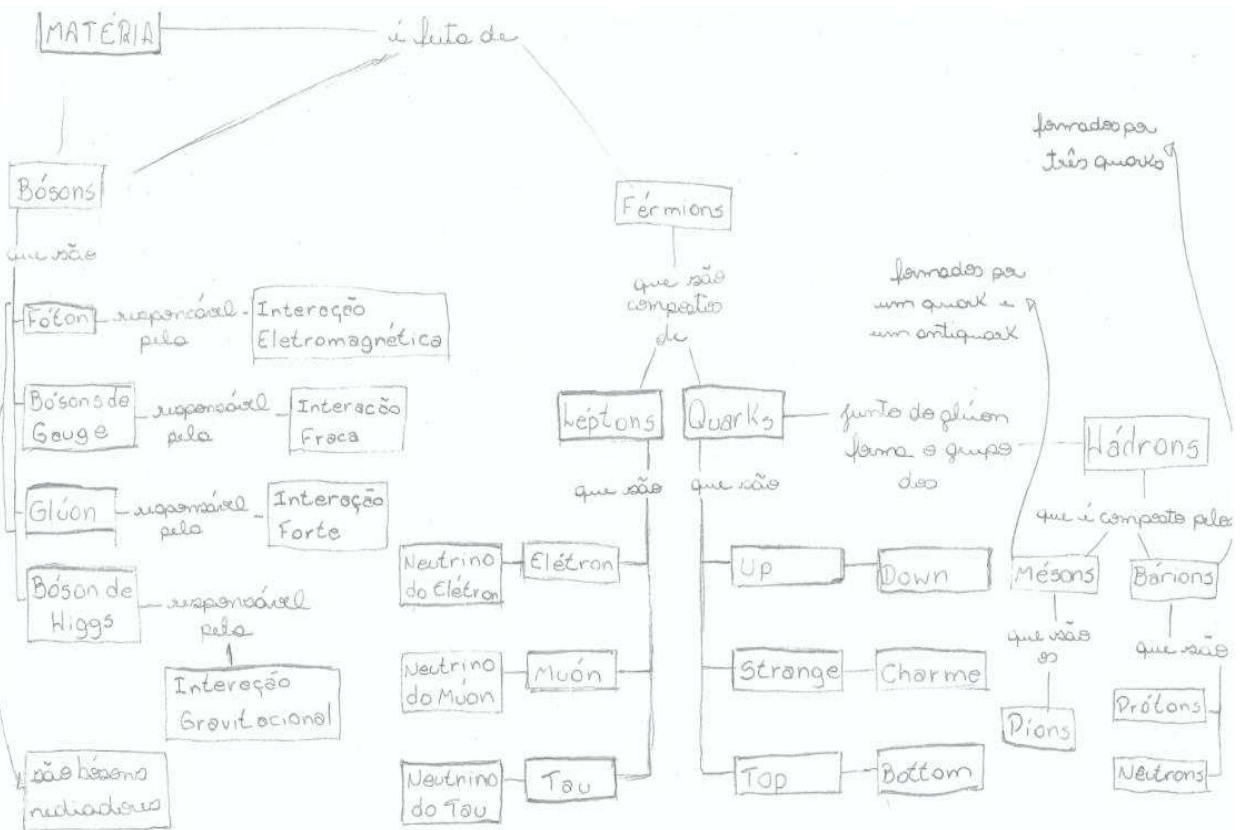 MATÉRIA
é feita de
Bósons
que são
Fóton
responsável
pela
Interação
Eletromagnética
Bósons de
Gauge
responsável
pela
Interacão
Fraca
Glúon
responsável
pela
Interação
Forte
Bóson de
Higgs
responsável
pela
Interação
Gravitacional
são bósons
mediadores
Férmions
que são
compostos
de
Léptons
que são
Neutrino
do Elétron
Elétron
Neutrino
do Múon
Muón
Neutrino
do Tau
Tau
Quarks
que são
Up
Down
Strange
Charme
Top
Bottom
junto do glúon
forma o grupo
dos
Hádrons
que é composto pelos
Mésons
formados por
um quark e
um antiquark
que são
os
Píons
Bárions
formados por
três quarks
que são
Prótons
Nêutrons